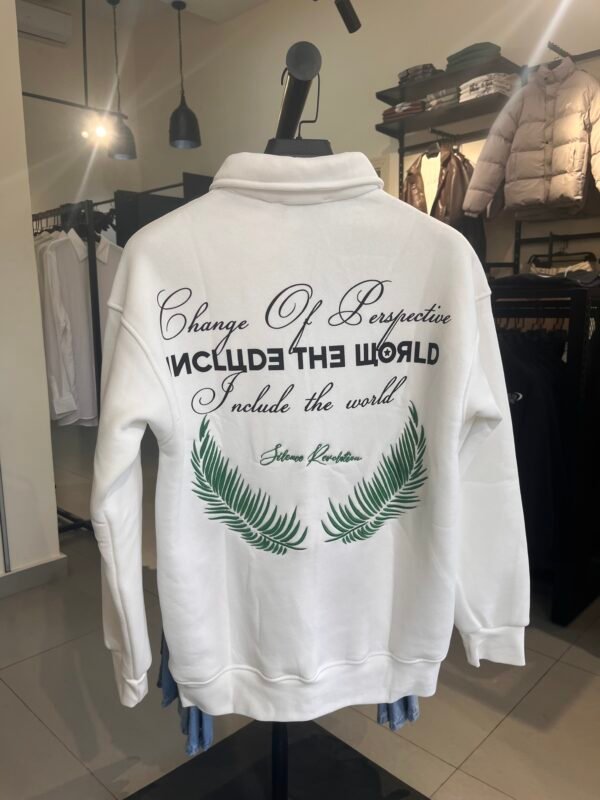 Change Of Perspective
INCLUDE THE WORLD
Include the world
Silence Revolution